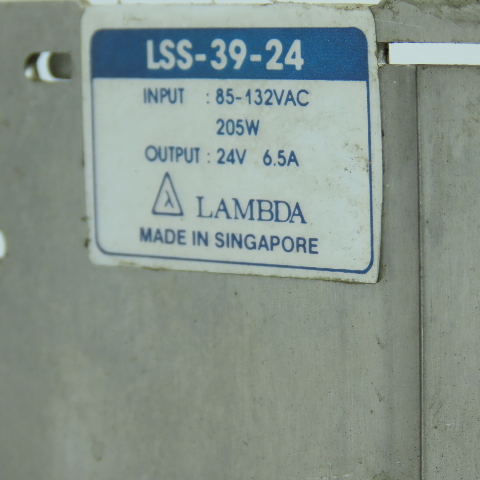 LSS-39-24
INPUT : 85-132VAC
205W
OUTPUT : 24V 6.5A
λ LAMBDA
MADE IN SINGAPORE